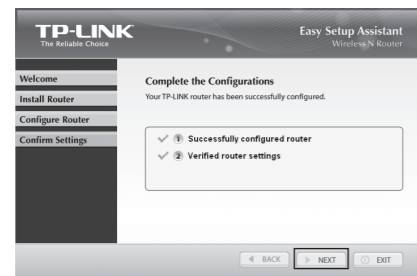 TP-LINK
The Reliable Choice
Easy Setup Assistant
Wireless N Router
Welcome
Install Router
Configure Router
Confirm Settings
Complete the Configurations
Your TP-LINK router has been successfully configured.
1 Successfully configured router
2 Verified router settings
BACK
NEXT
EXIT